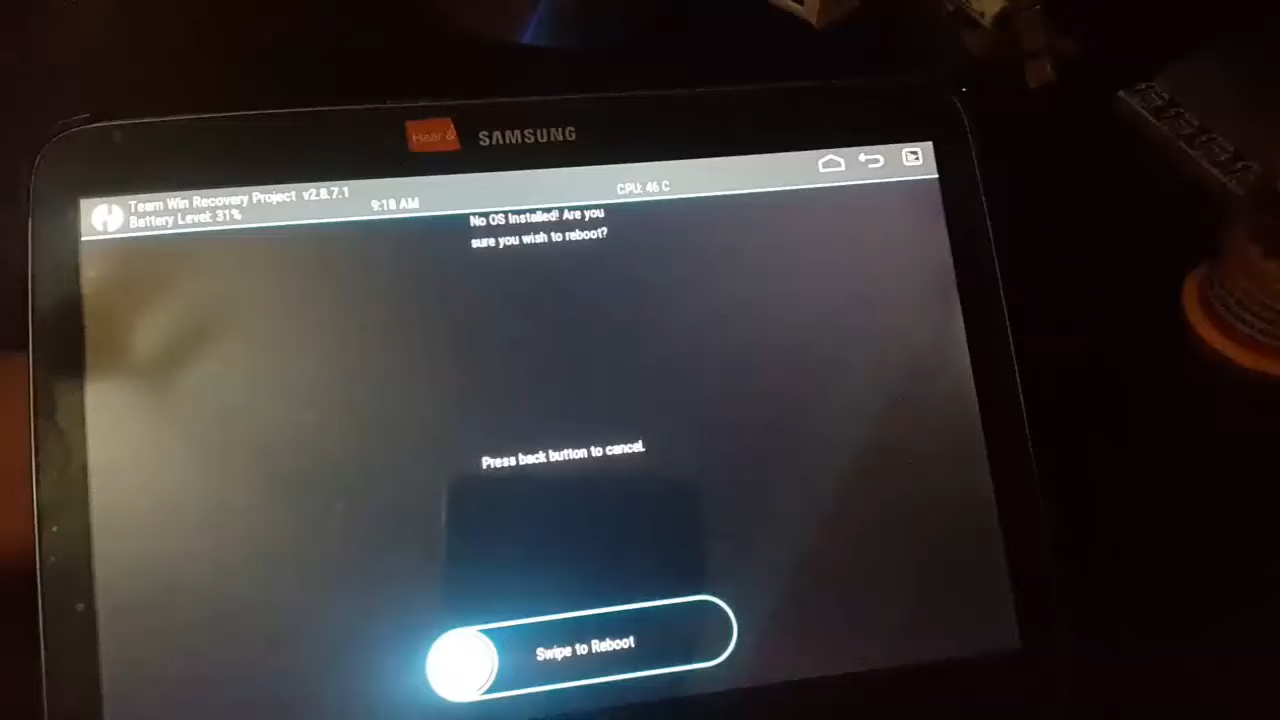 Haar &
SAMSUNG
Team Win Recovery Project v2.8.7.1
Battery Level: 31%
9:18 AM
CPU: 46 C
No OS Installed! Are you
sure you wish to reboot?
Press back button to cancel.
Swipe to Reboot